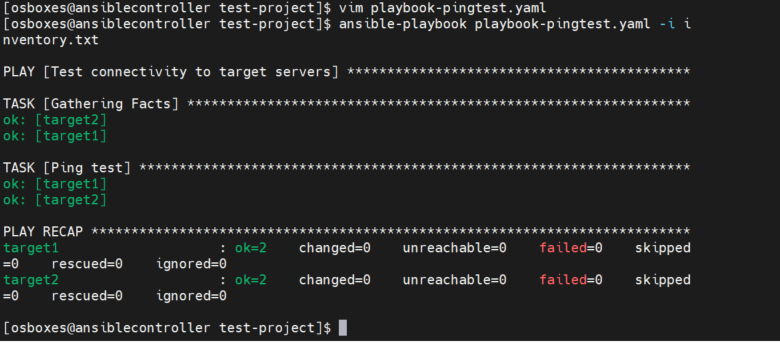 [osboxes@ansiblecontroller test-project]$ vim playbook-pingtest.yaml
[osboxes@ansiblecontroller test-project]$ ansible-playbook playbook-pingtest.yaml -i i
nventory.txt
PLAY [Test connectivity to target servers] *******************************************
TASK [Gathering Facts] ***************************************************************
ok: [target2]
ok: [target1]
TASK [Ping test] *********************************************************************
ok: [target1]
ok: [target2]
PLAY RECAP ***************************************************************************
target1                    : ok=2    changed=0    unreachable=0    failed=0    skipped
=0    rescued=0    ignored=0
target2                    : ok=2    changed=0    unreachable=0    failed=0    skipped
=0    rescued=0    ignored=0
[osboxes@ansiblecontroller test-project]$